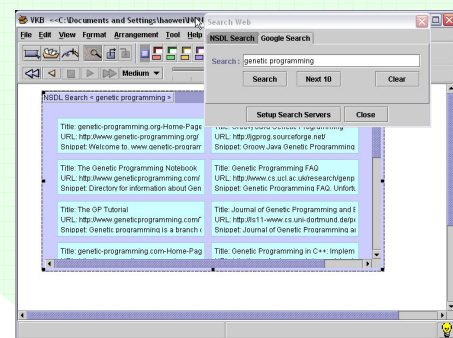 VKB <<C:\Documents and Settings\haowei\
File Edit View Format Arrangement Tool Help
Medium
Search Web
NSDL Search Google Search
Search : genetic programming
Search Next 10 Clear
Setup Search Servers Close
NSDL Search < genetic programming >
Title: genetic-programming.org-Home-Page
URL: http://www.genetic-programming.org/
Snippet: Welcome to. www.genetic-program
Title: Groovy Java Genetic Programming
URL: http://jgprog.sourceforge.net/
Snippet: Groovy Java Genetic Programming
Title: The Genetic Programming Notebook
URL: http://www.geneticprogramming.com/
Snippet: Directory for information about Gen
Title: Genetic Programming FAQ
URL: http://www.cs.ucl.ac.uk/research/genp
Snippet: Genetic Programming FAQ. Unfortu
Title: The GP Tutorial
URL: http://www.geneticprogramming.com/T
Snippet: Genetic programming is a branch o
Title: Journal of Genetic Programming and E
URL: http://ls11-www.cs.uni-dortmund.de/pe
Snippet: Journal of Genetic Programming a
Title: genetic-programming.com-Home-Page
Title: Genetic Programming in C++: Implem